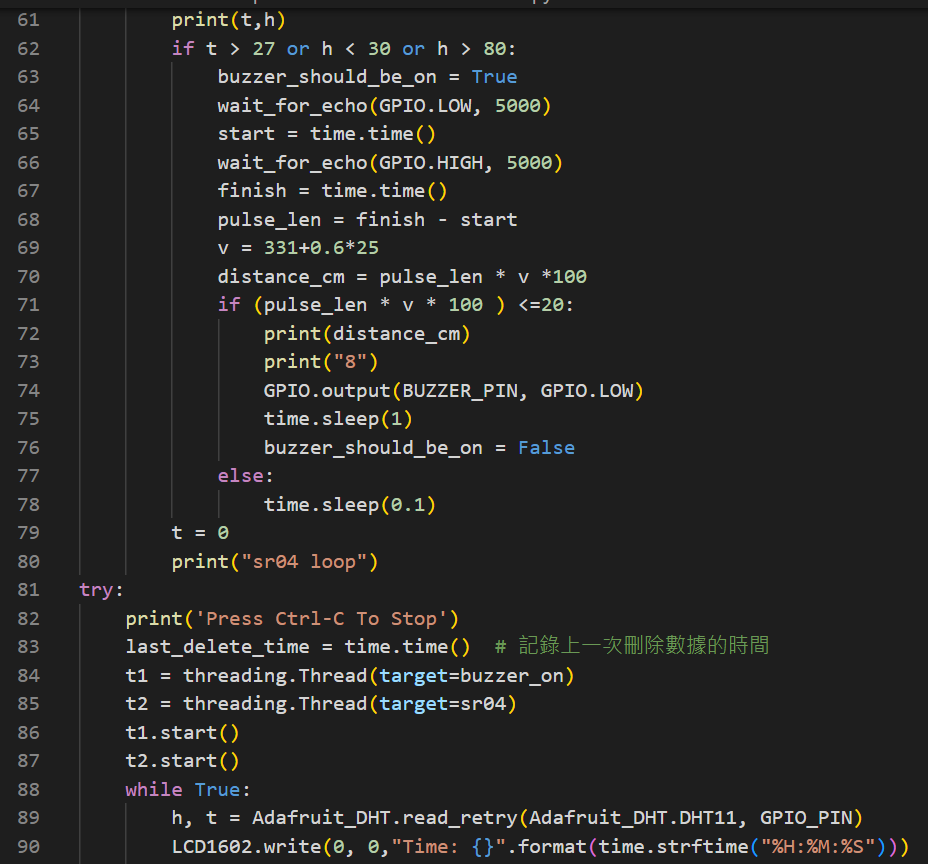 61 print(t,h)
62 if t > 27 or h < 30 or h > 80:
63 buzzer_should_be_on = True
64 wait_for_echo(GPIO.LOW, 5000)
65 start = time.time()
66 wait_for_echo(GPIO.HIGH, 5000)
67 finish = time.time()
68 pulse_len = finish - start
69 v = 331+0.6*25
70 distance_cm = pulse_len * v *100
71 if (pulse_len * v * 100 ) <=20:
72 print(distance_cm)
73 print("8")
74 GPIO.output(BUZZER_PIN, GPIO.LOW)
75 time.sleep(1)
76 buzzer_should_be_on = False
77 else:
78 time.sleep(0.1)
79 t = 0
80 print("sr04 loop")
81 try:
82 print('Press Ctrl-C To Stop')
83 last_delete_time = time.time()  # 記錄上一次刪除數據的時間
84 t1 = threading.Thread(target=buzzer_on)
85 t2 = threading.Thread(target=sr04)
86 t1.start()
87 t2.start()
88 while True:
89 h, t = Adafruit_DHT.read_retry(Adafruit_DHT.DHT11, GPIO_PIN)
90 LCD1602.write(0, 0,"Time: {}".format(time.strftime("%H:%M:%S")))